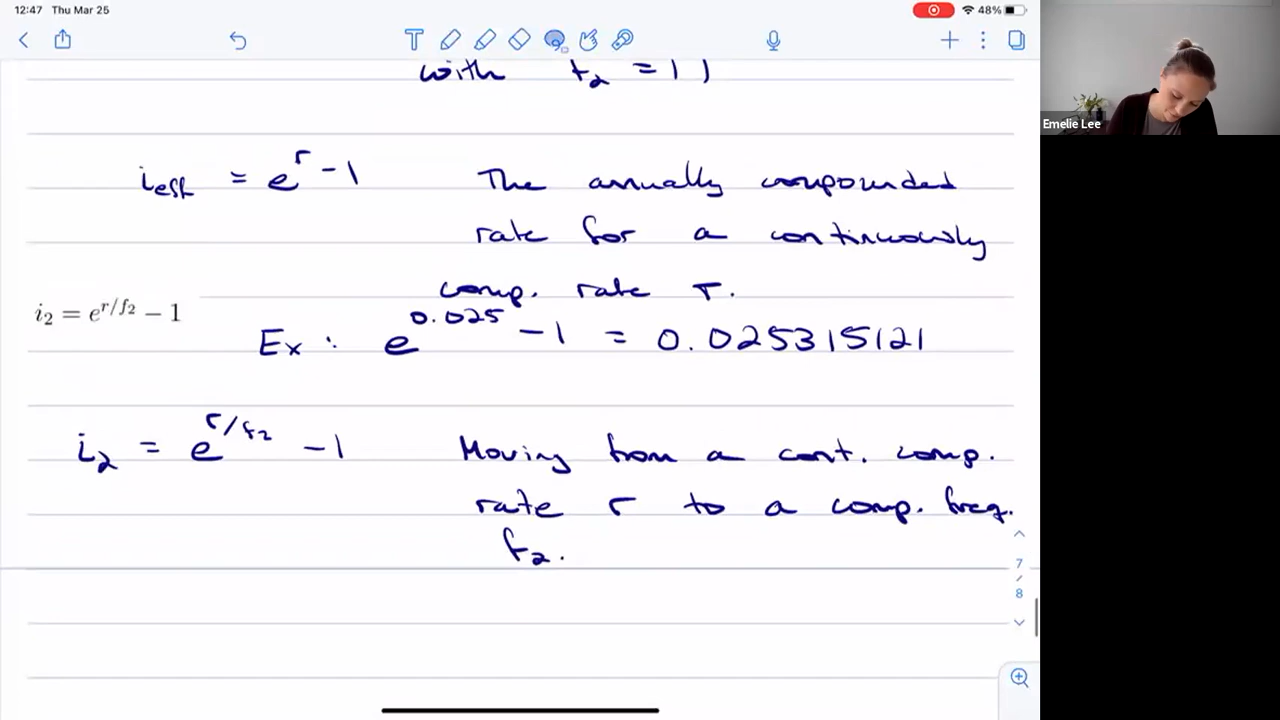 12:47 Thu Mar 25
48%
with f₂ = 1)
Emelie Lee
i_eff = e^r - 1 The annually compounded
rate for a continuously
comp. rate r.
i₂ = e^{r/f₂} − 1
Ex: e^{0.025} - 1 = 0.025315121
i₂ = e^{r/f₂} - 1 Moving from a cont. comp.
rate r to a comp. freq.
f₂.
7
/
8